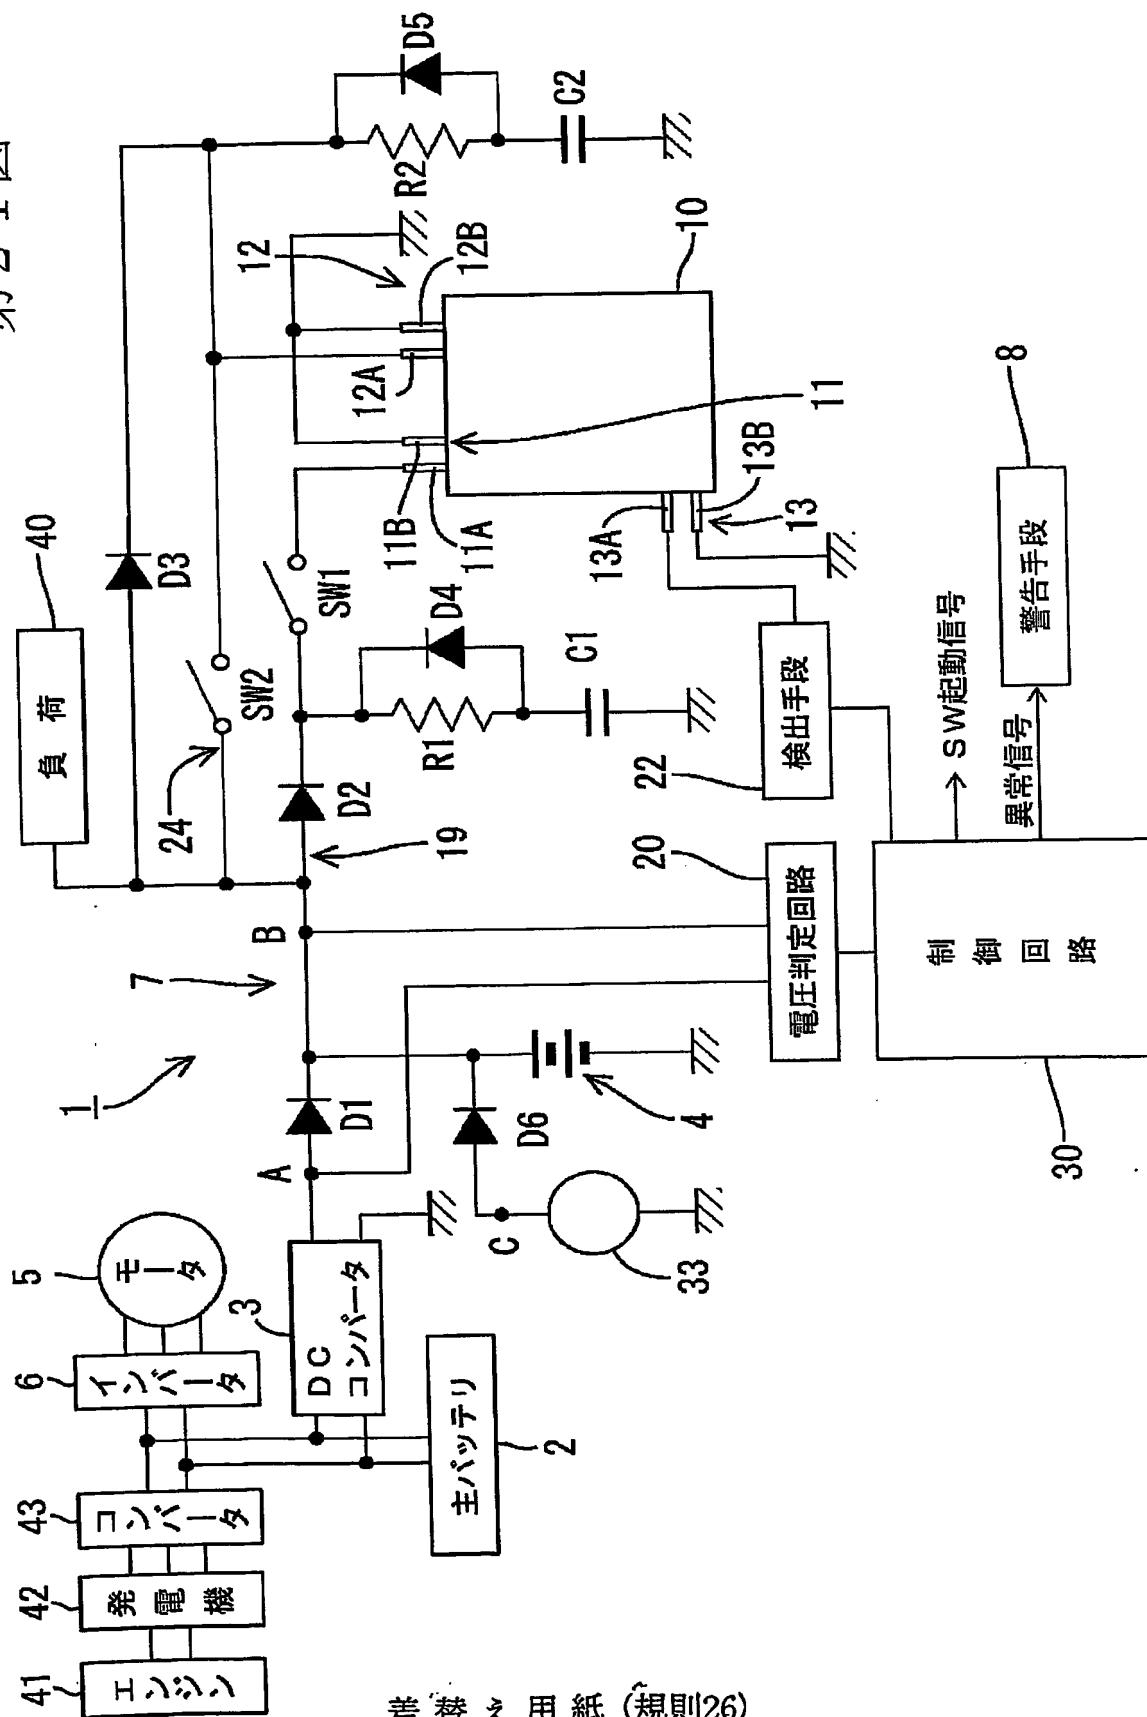 第21図
41
エンジン
42
発電機
43
コンバータ
6
インバータ
5
モータ
3
DC
コンバータ
主バッテリ
2
1
7
A
D1
B
C
D6
33
4
負荷
40
24
SW2
D3
19
D2
SW1
R1
D4
C1
R2
D5
C2
12
12A
12B
11B
11A
11
10
13A
13B
13
22
検出手段
20
電圧判定回路
制御回路
30
SW起動信号
異常信号
警告手段
8
差替え用紙(規則26)